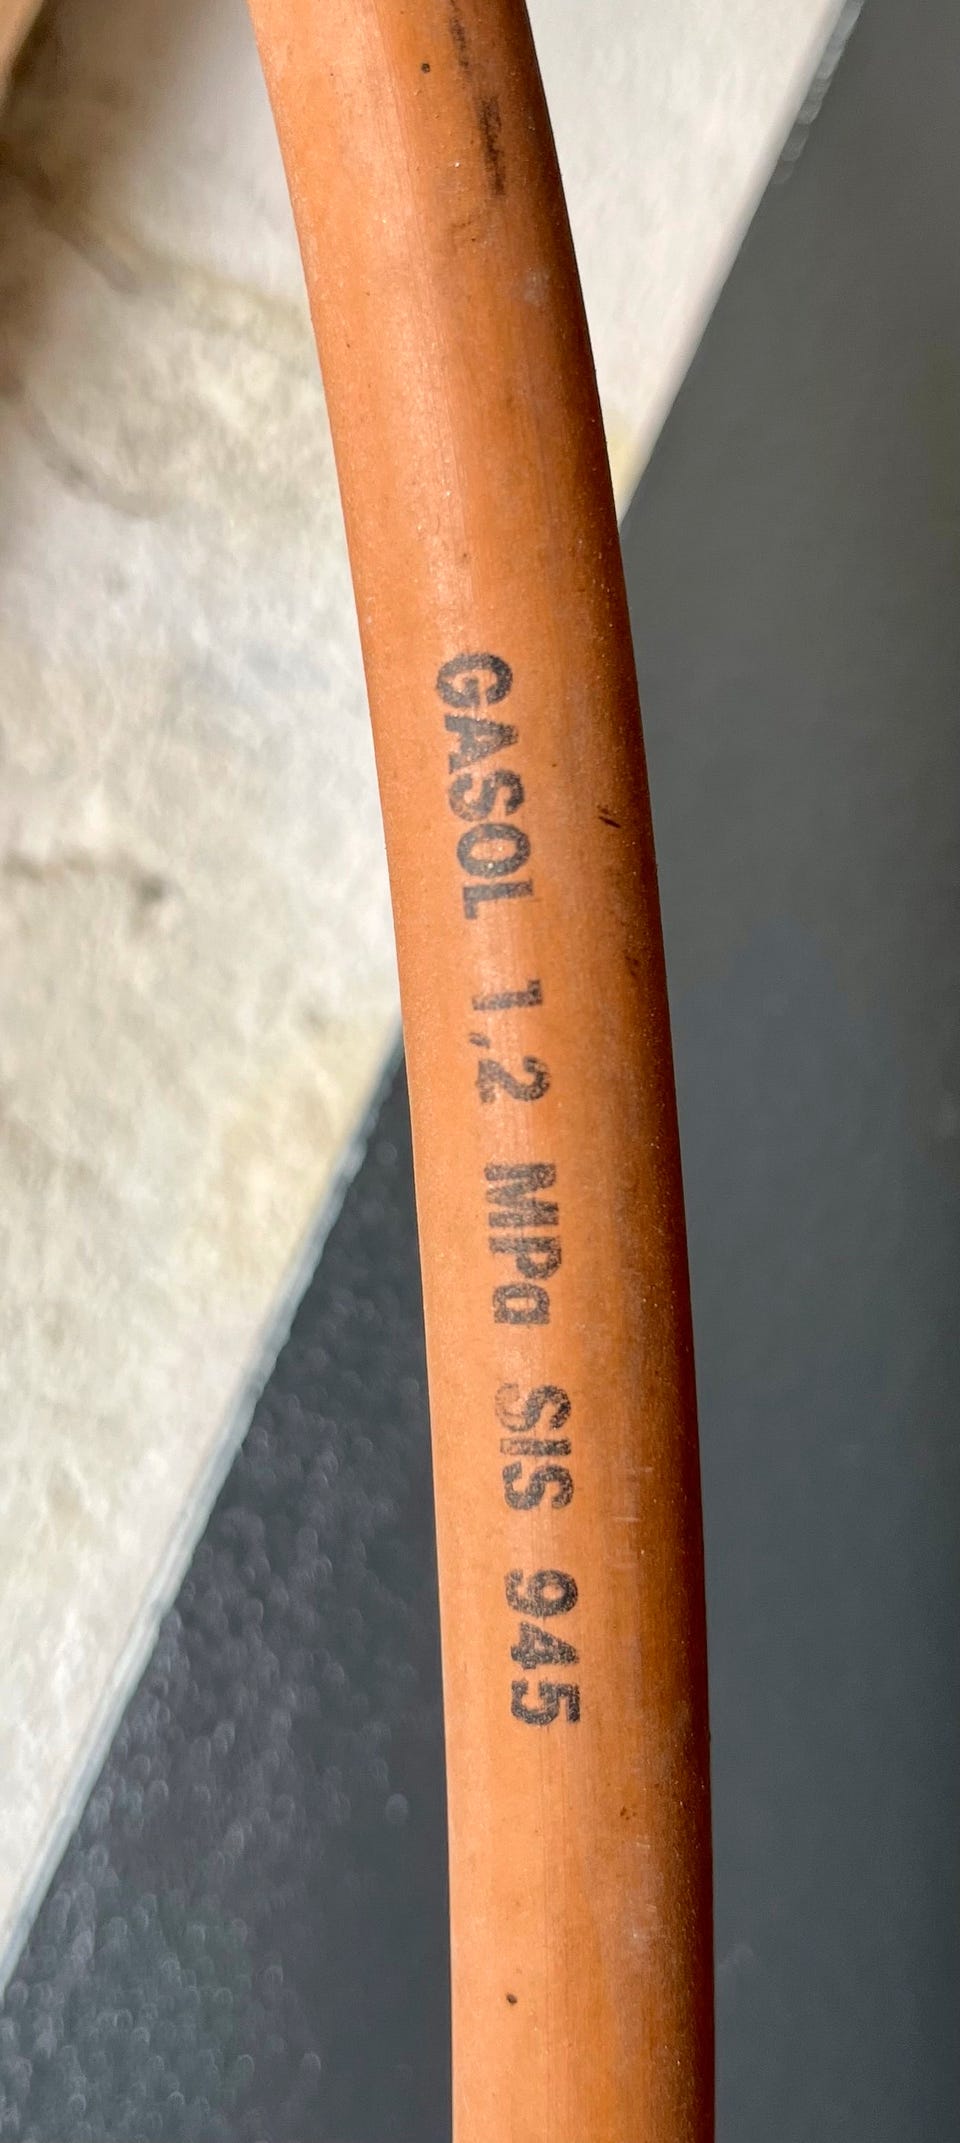 GASOL 1,2 MPa SIS 945